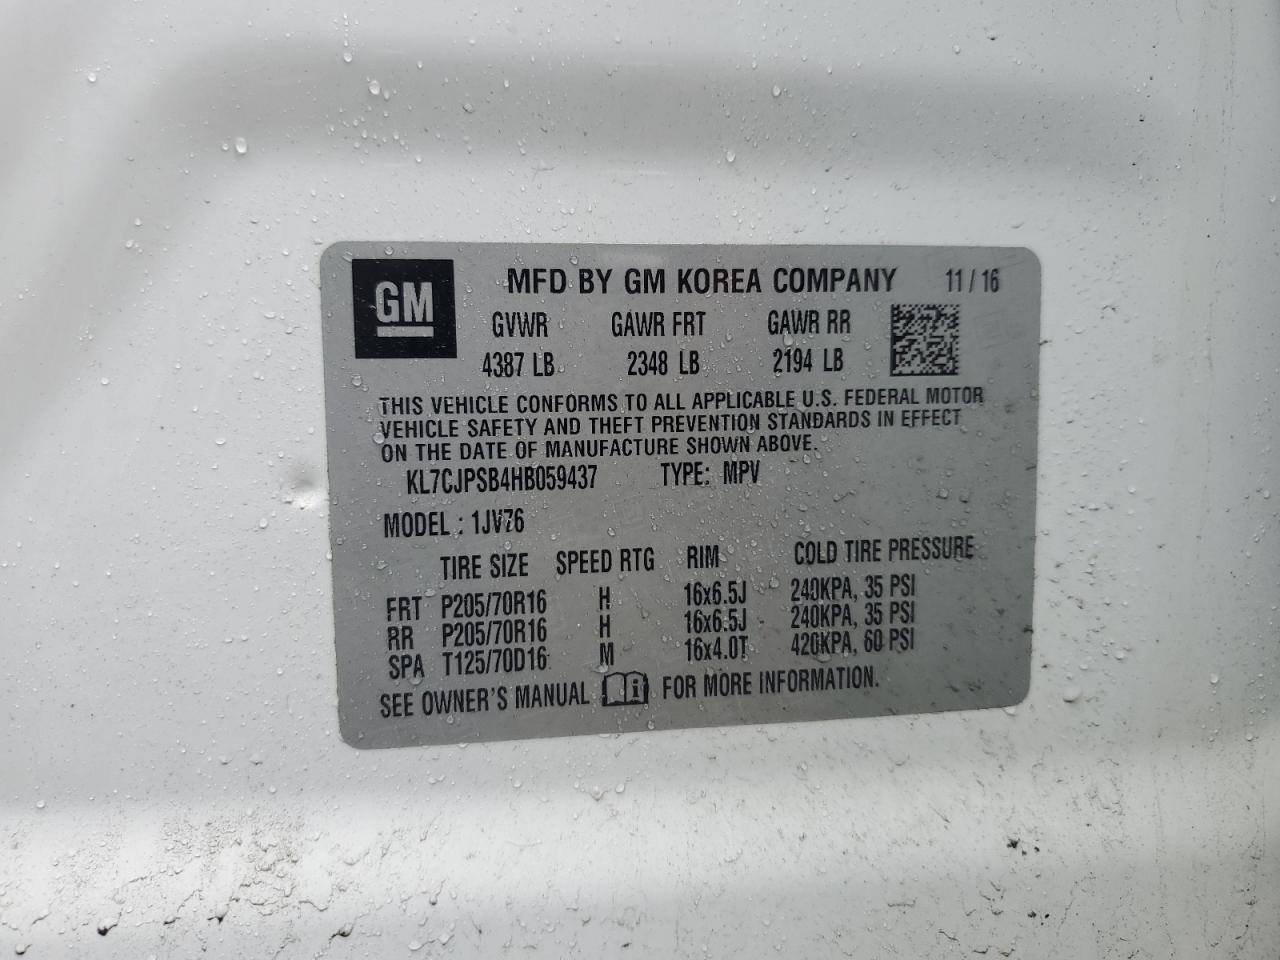 GM
MFD BY GM KOREA COMPANY 11 / 16
GVWR GAWR FRT GAWR RR
4387 LB 2348 LB 2194 LB
THIS VEHICLE CONFORMS TO ALL APPLICABLE U.S. FEDERAL MOTOR
VEHICLE SAFETY AND THEFT PREVENTION STANDARDS IN EFFECT
ON THE DATE OF MANUFACTURE SHOWN ABOVE.
KL7CJPSB4HB059437 TYPE: MPV
MODEL : 1JV76
TIRE SIZE SPEED RTG RIM COLD TIRE PRESSURE
FRT P205/70R16 H 16x6.5J 240KPA, 35 PSI
RR P205/70R16 H 16x6.5J 240KPA, 35 PSI
SPA T125/70D16 M 16x4.0T 420KPA, 60 PSI
SEE OWNER'S MANUAL i FOR MORE INFORMATION.